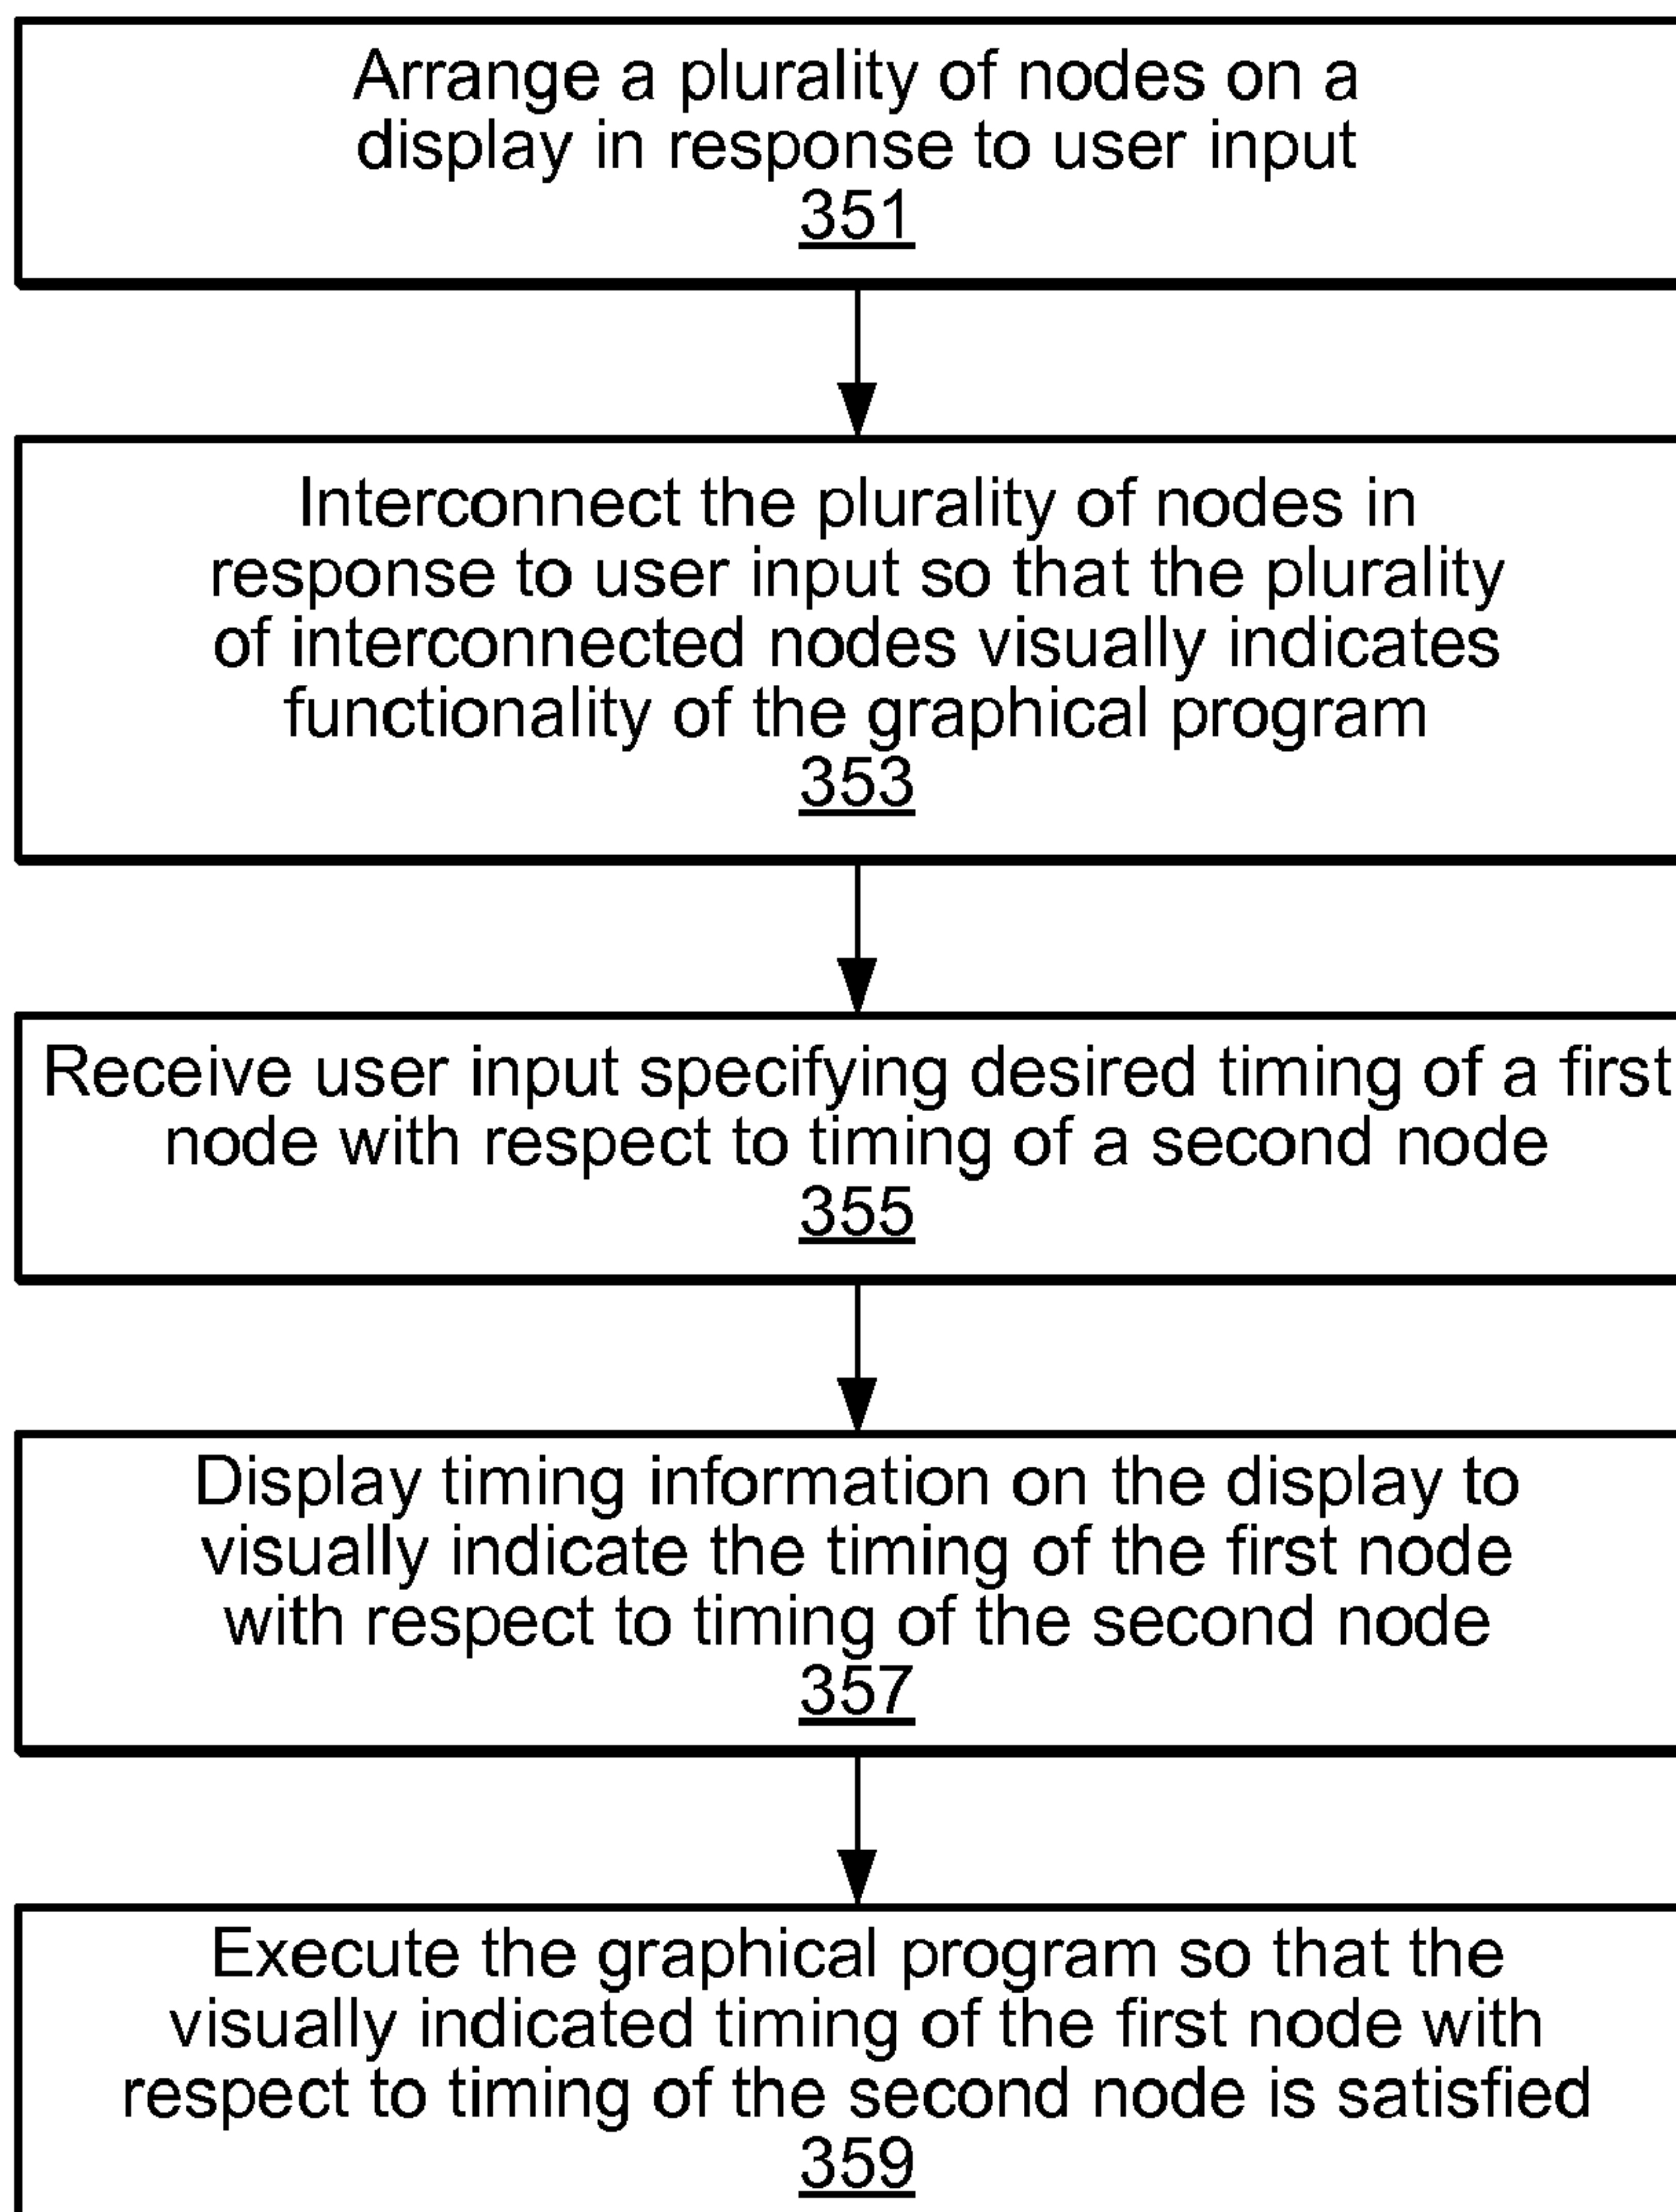 Arrange a plurality of nodes on a
display in response to user input
351
Interconnect the plurality of nodes in
response to user input so that the plurality
of interconnected nodes visually indicates
functionality of the graphical program
353
Receive user input specifying desired timing of a first
node with respect to timing of a second node
355
Display timing information on the display to
visually indicate the timing of the first node
with respect to timing of the second node
357
Execute the graphical program so that the
visually indicated timing of the first node with
respect to timing of the second node is satisfied
359